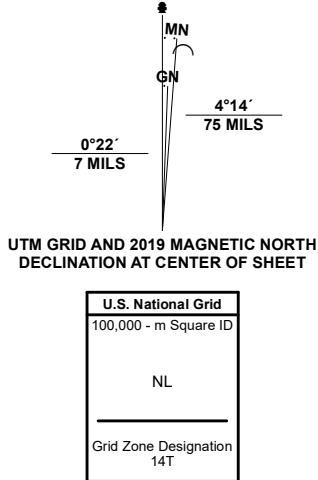 MN
GN
4°14´
75 MILS
0°22´
7 MILS
UTM GRID AND 2019 MAGNETIC NORTH
DECLINATION AT CENTER OF SHEET
U.S. National Grid
100,000 - m Square ID
NL
Grid Zone Designation
14T